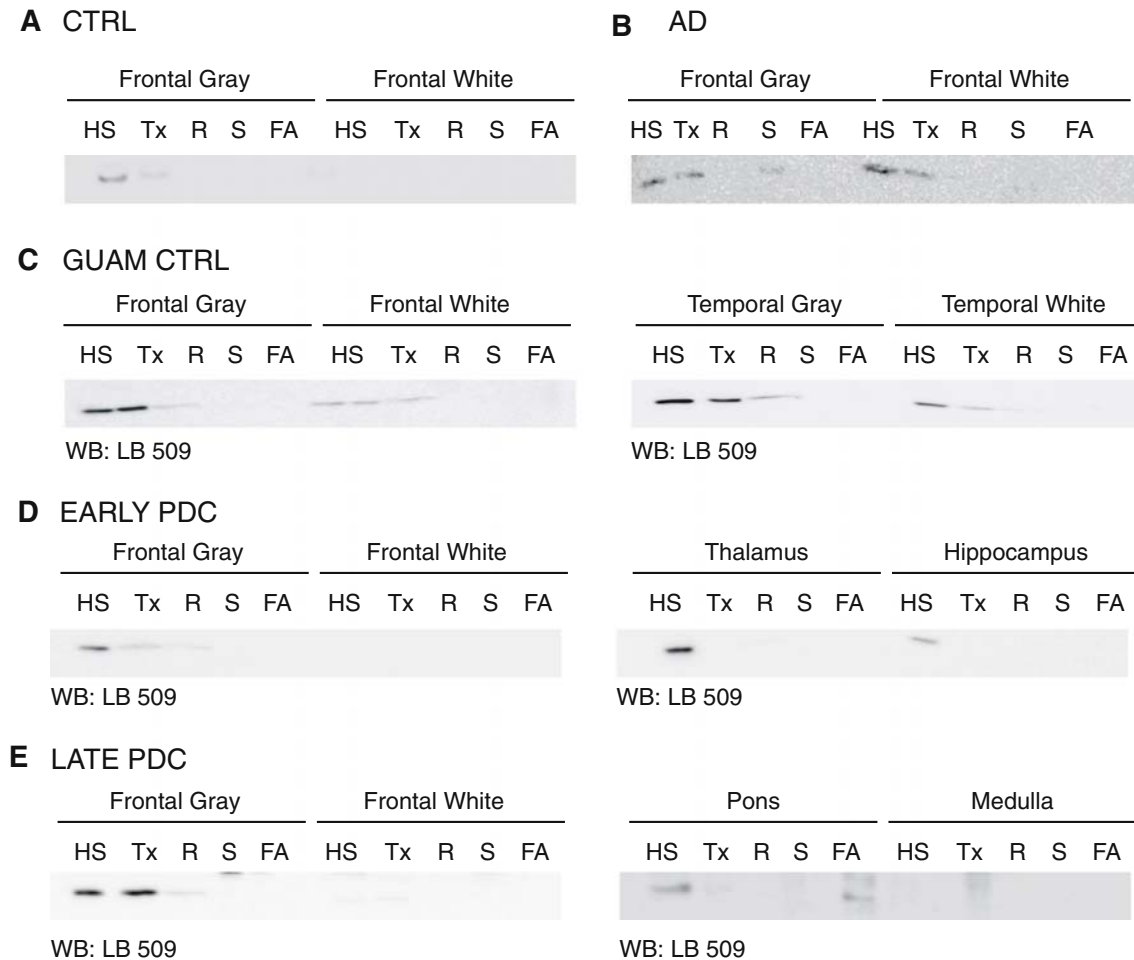 A CTRL
Frontal Gray Frontal White
HS Tx R S FA HS Tx R S FA
B AD
Frontal Gray Frontal White
HS Tx R S FA HS Tx R S FA
C GUAM CTRL
Frontal Gray Frontal White
HS Tx R S FA HS Tx R S FA
WB: LB 509
Temporal Gray Temporal White
HS Tx R S FA HS Tx R S FA
WB: LB 509
D EARLY PDC
Frontal Gray Frontal White
HS Tx R S FA HS Tx R S FA
WB: LB 509
Thalamus Hippocampus
HS Tx R S FA HS Tx R S FA
WB: LB 509
E LATE PDC
Frontal Gray Frontal White
HS Tx R S FA HS Tx R S FA
WB: LB 509
Pons Medulla
HS Tx R S FA HS Tx R S FA
WB: LB 509